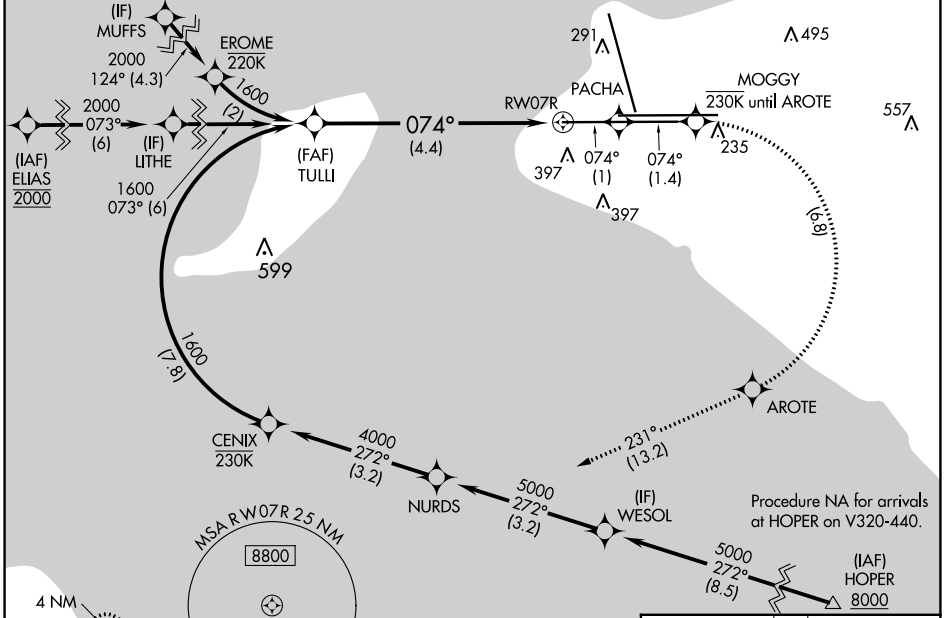 (IF)
MUFFS
2000
124° (4.3)
EROME
220K
1600
(2)
291
495
PACHA
MOGGY
230K until AROTE
557
RW07R
2000
073°
(6)
(IAF)
ELIAS
2000
(IF)
LITHE
1600
073° (6)
(FAF)
TULLI
074°
(4.4)
397
074°
(1)
074°
(1.4)
235
397
(6.8)
599
1600
(7.8)
AROTE
231°
(13.2)
CENIX
230K
4000
272°
(3.2)
NURDS
5000
272°
(3.2)
(IF)
WESOL
Procedure NA for arrivals
at HOPER on V320-440.
5000
272°
(8.5)
(IAF)
HOPER
8000
MSA RW07R 25 NM
8800
4 NM